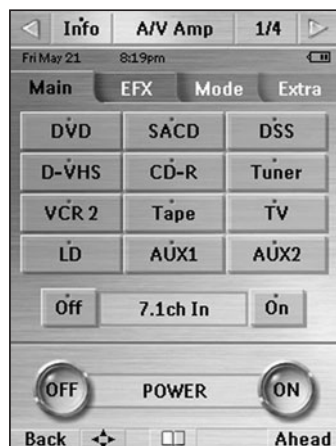 Info A/V Amp 1/4
Fri May 21 8:19pm
Main EFX Mode Extra
DVD SACD DSS
D-VHS CD-R Tuner
VCR 2 Tape TV
LD AUX1 AUX2
Off 7.1ch In On
OFF POWER ON
Back Ahead